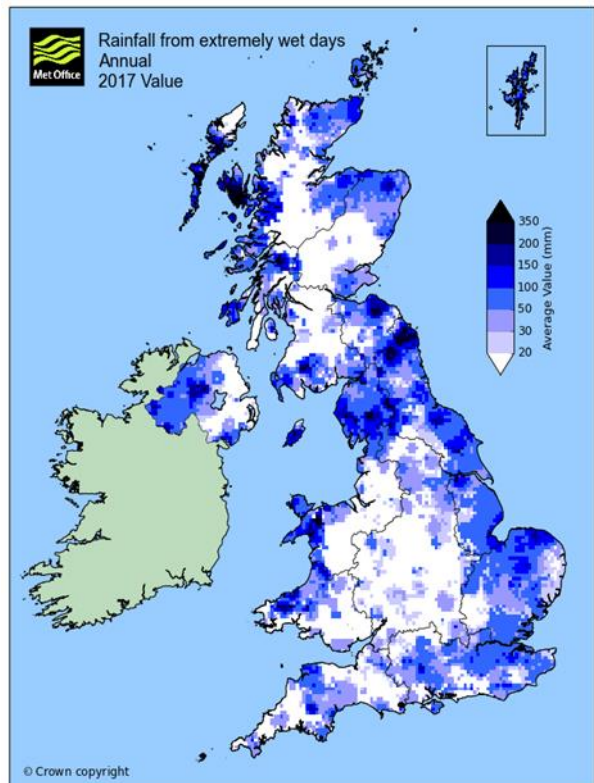 Met Office
Rainfall from extremely wet days
Annual
2017 Value
350
200
150
100
50
30
20
Average Value (mm)
© Crown copyright